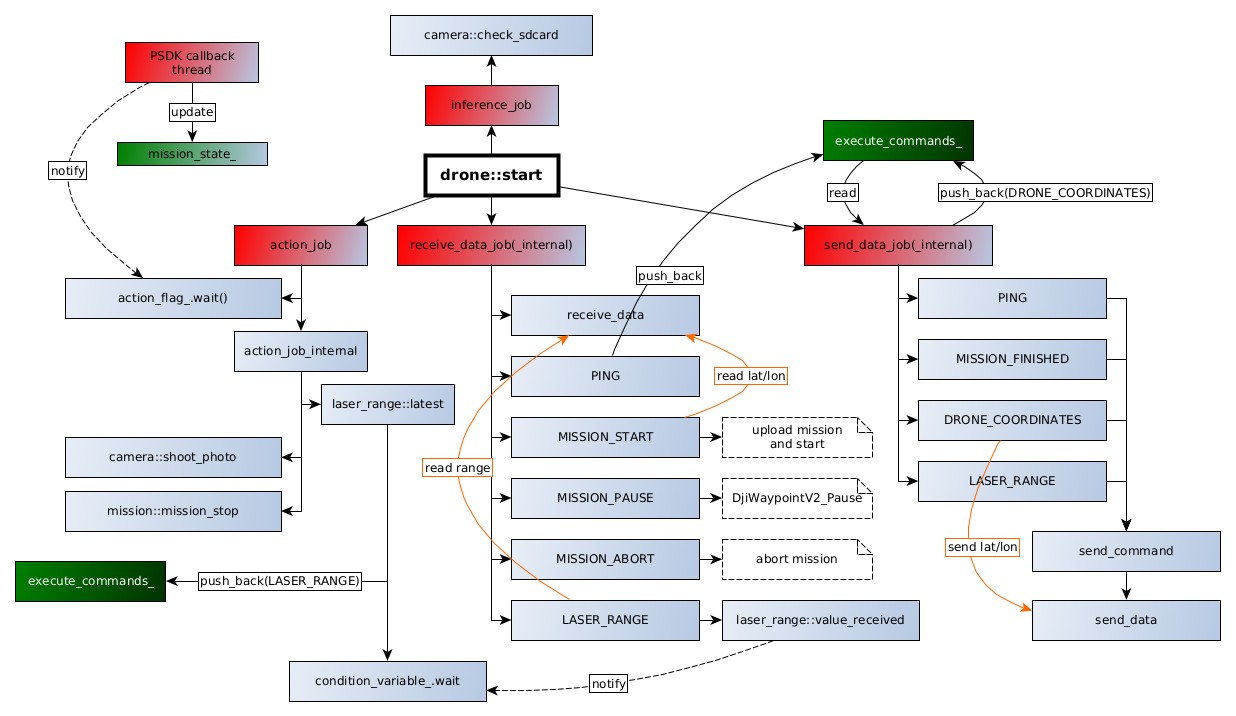 camera::check_sdcard
PSDK callback
thread
inference_job
update
execute_commands_
mission_state_
notify
drone::start
read
push_back(DRONE_COORDINATES)
action_job
receive_data_job(_internal)
send_data_job(_internal)
push_back
action_flag_.wait()
receive_data
PING
action_job_internal
PING
MISSION_FINISHED
read lat/lon
laser_range::latest
DRONE_COORDINATES
MISSION_START
upload mission
and start
camera::shoot_photo
read range
LASER_RANGE
MISSION_PAUSE
DjiWaypointV2_Pause
mission::mission_stop
send lat/lon
send_command
MISSION_ABORT
abort mission
execute_commands_
push_back(LASER_RANGE)
LASER_RANGE
laser_range::value_received
send_data
condition_variable_.wait
notify